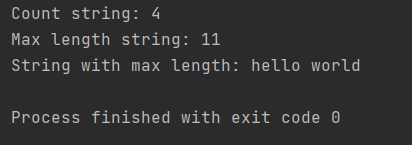 Count string: 4
Max length string: 11
String with max length: hello world
Process finished with exit code 0